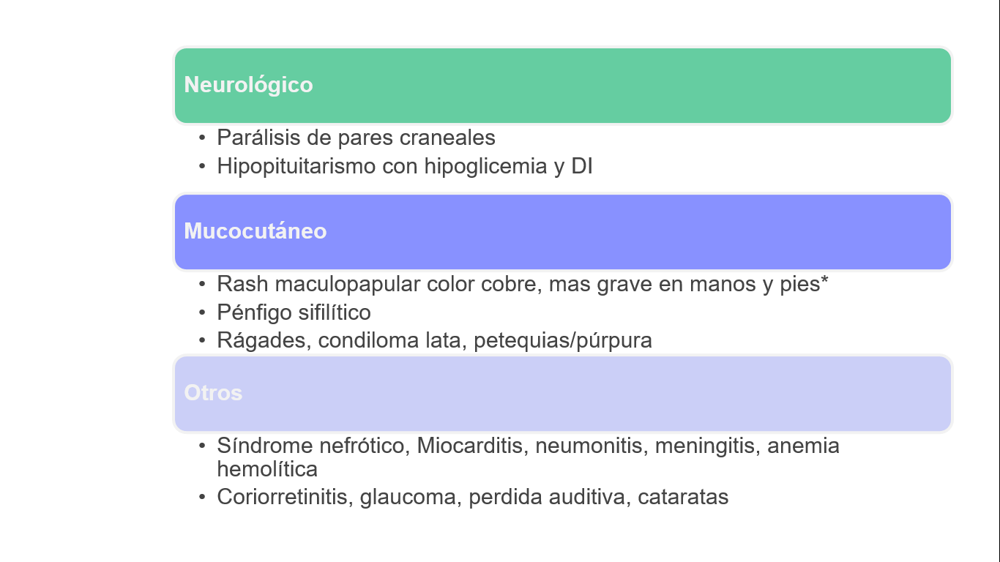 Neurológico
• Parálisis de pares craneales
• Hipopituitarismo con hipoglicemia y DI
Mucocutáneo
• Rash maculopapular color cobre, mas grave en manos y pies*
• Pénfigo sifilítico
• Rágades, condiloma lata, petequias/púrpura
Otros
• Síndrome nefrótico, Miocarditis, neumonitis, meningitis, anemia
hemolítica
• Coriorretinitis, glaucoma, perdida auditiva, cataratas